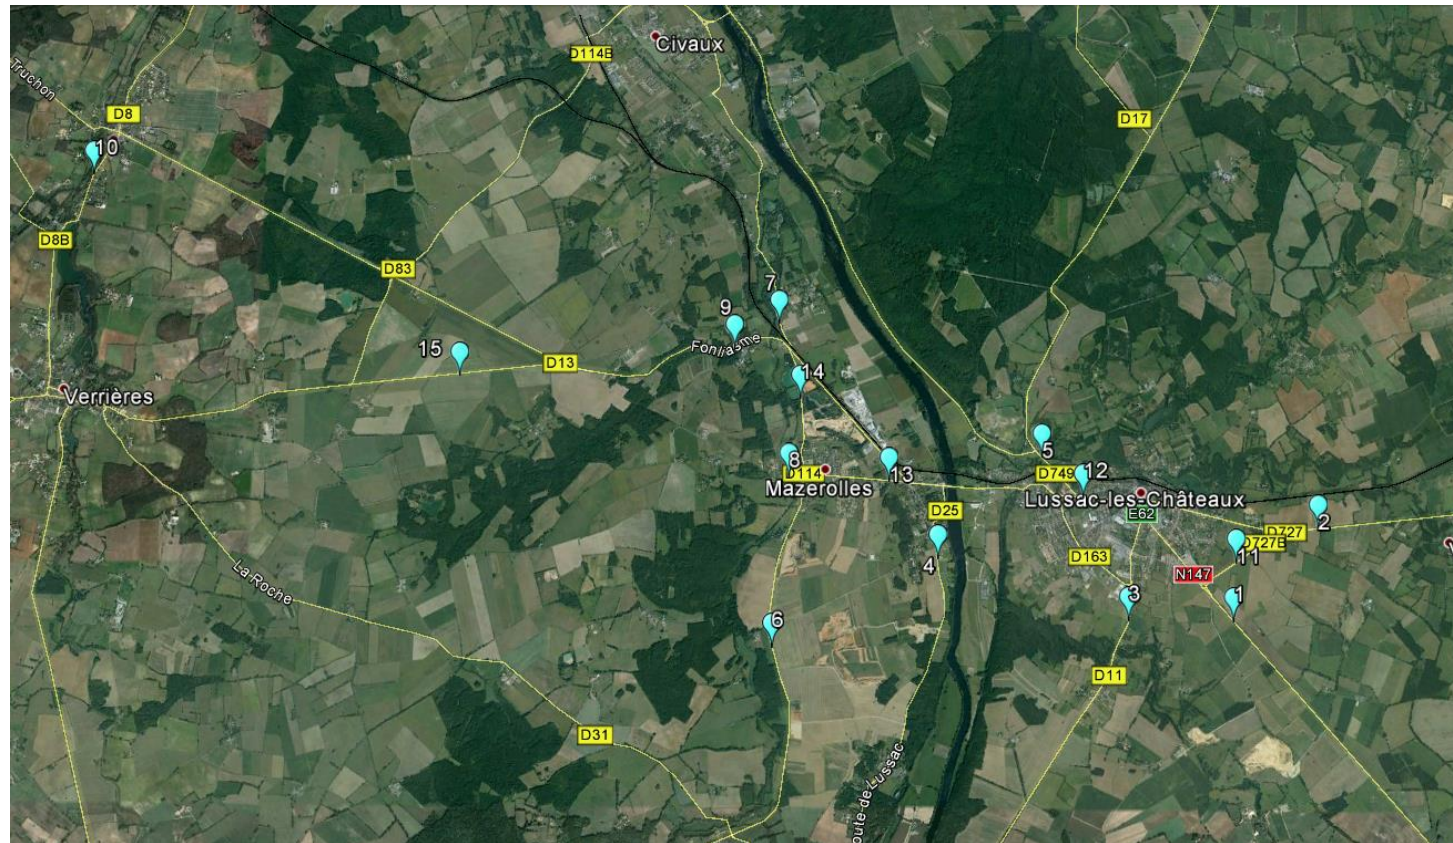 Civaux
D114E
Truchon
D8
D17
10
D8B
D83
7
9
Fontiasme
15
D13
14
Verrières
5
8
D114
13
D749
12
Mazerolles
Lussac-les-Châteaux
D25
E62
2
D727
D727B
11
4
D163
N147
La Roche
3
1
6
D11
D31
oute de Lussac